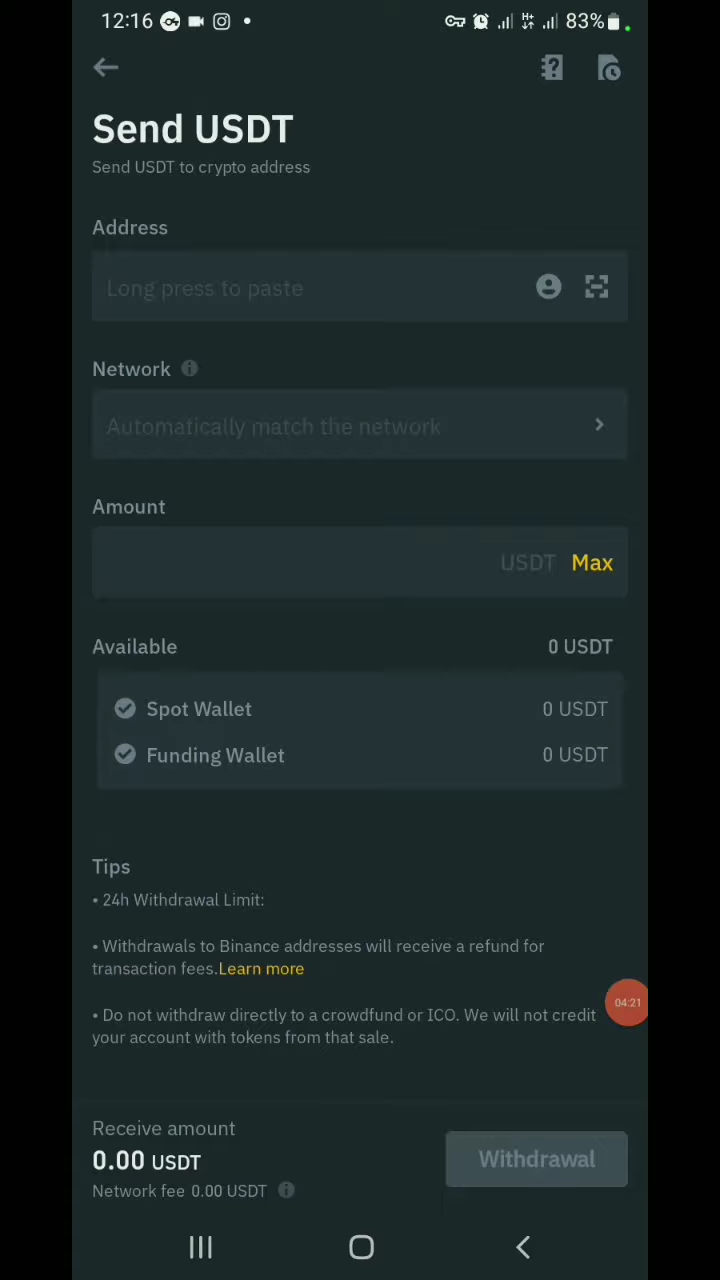 12:16 83%
Send USDT
Send USDT to crypto address
Address
Long press to paste
Network
Automatically match the network
Amount
USDT Max
Available 0 USDT
Spot Wallet 0 USDT
Funding Wallet 0 USDT
Tips
• 24h Withdrawal Limit:
• Withdrawals to Binance addresses will receive a refund for
transaction fees.Learn more
04:21
• Do not withdraw directly to a crowdfund or ICO. We will not credit
your account with tokens from that sale.
Receive amount
0.00 USDT
Withdrawal
Network fee 0.00 USDT